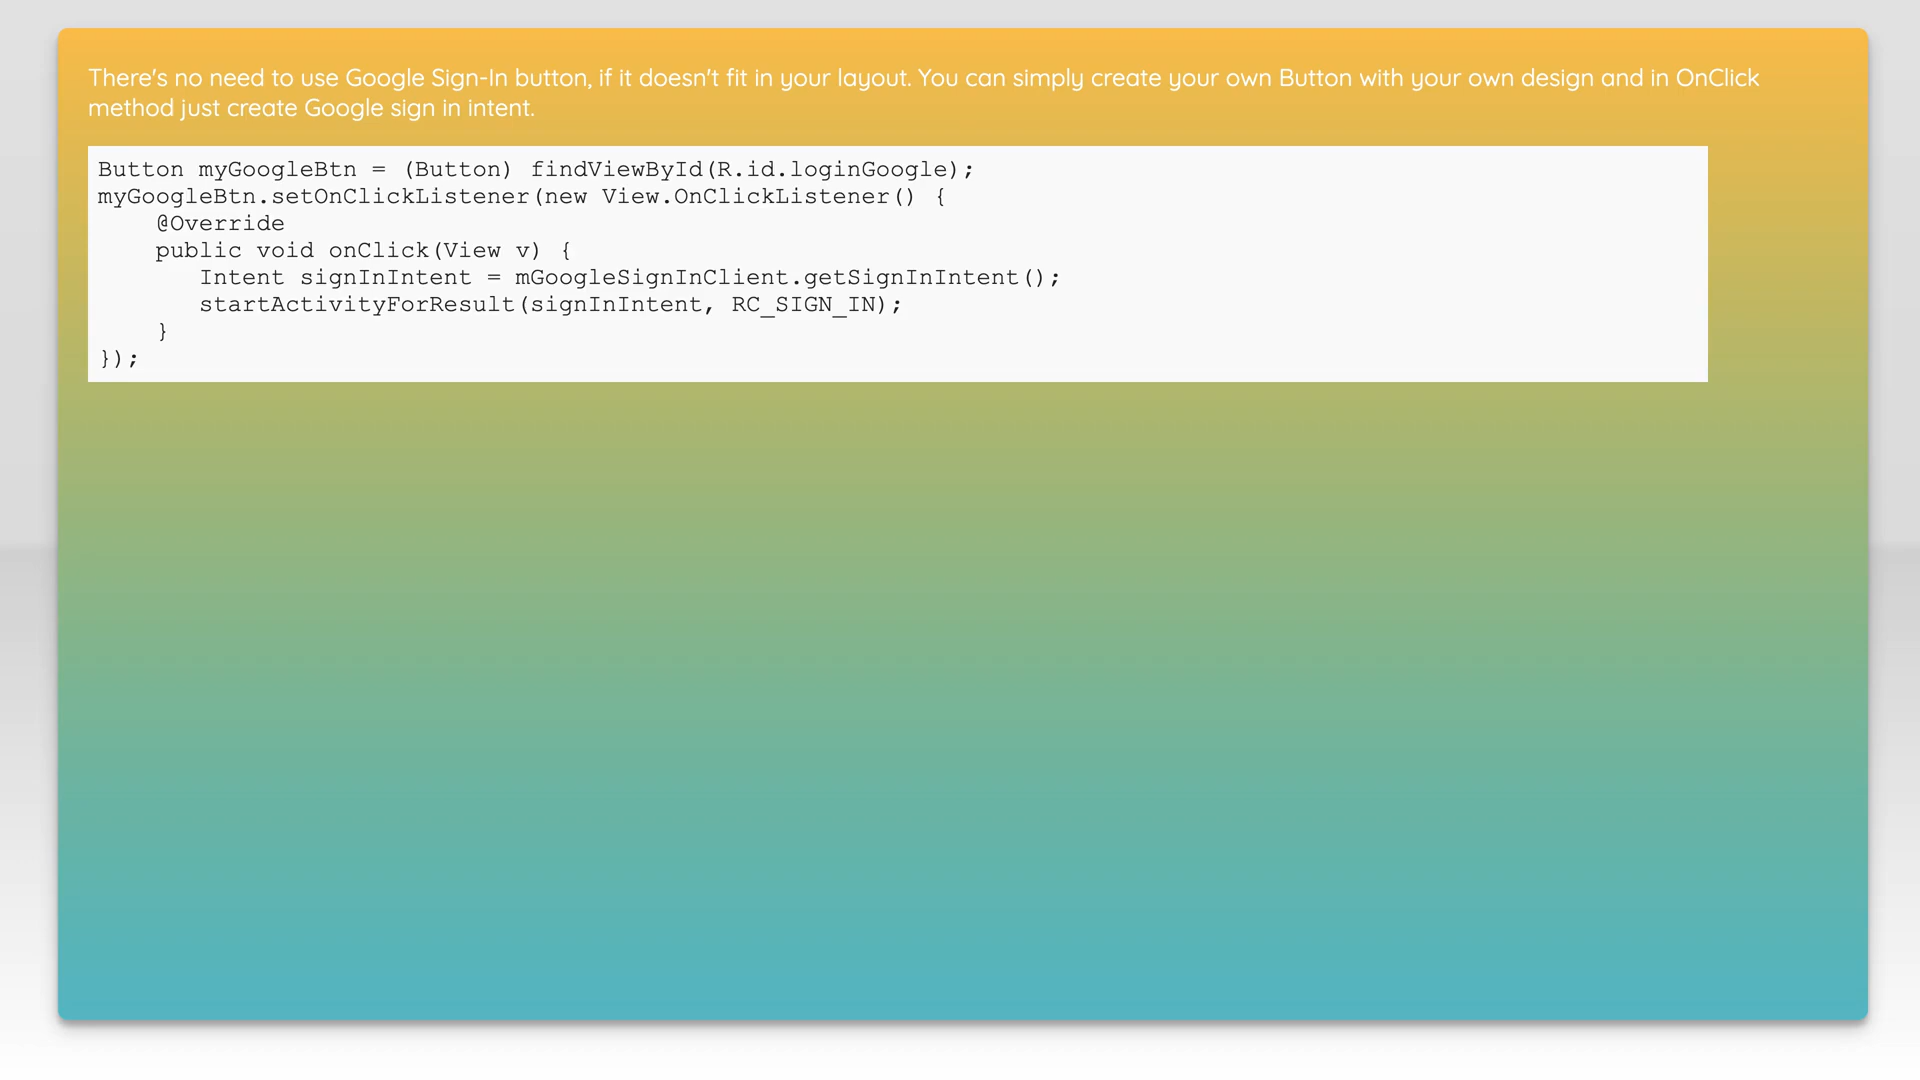 There's no need to use Google Sign-In button, if it doesn't fit in your layout. You can simply create your own Button with your own design and in OnClick
method just create Google sign in intent.
Button myGoogleBtn = (Button) findViewById(R.id.loginGoogle);
myGoogleBtn.setOnClickListener(new View.OnClickListener() {
    @Override
    public void onClick(View v) {
       Intent signInIntent = mGoogleSignInClient.getSignInIntent();
       startActivityForResult(signInIntent, RC_SIGN_IN);
    }
});